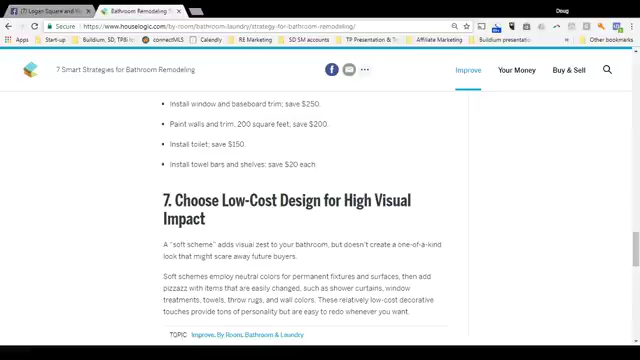 Doug
(7) Logan Square and Hu
Bathroom Remodeling T
Secure
https://www.houselogic.com/by-room/bathroom-laundry/strategy-for-bathroom-remodeling/
Apps
Start-up
Buildium, SD, TPSI to
connectMLS
Craftily
RE Marketing
SD SM accounts
TP Presentation & Tra
Affiliate Marketing
Buildium presentation
Other bookmarks
7 Smart Strategies for Bathroom Remodeling
Improve
Your Money
Buy & Sell
• Install window and baseboard trim; save $250.
• Paint walls and trim, 200 square feet; save $200.
• Install toilet; save $150.
• Install towel bars and shelves; save $20 each.
7. Choose Low-Cost Design for High Visual
Impact
A “soft scheme” adds visual zest to your bathroom, but doesn’t create a one-of-a-kind
look that might scare away future buyers.
Soft schemes employ neutral colors for permanent fixtures and surfaces, then add
pizzazz with items that are easily changed, such as shower curtains, window
treatments, towels, throw rugs, and wall colors. These relatively low-cost decorative
touches provide tons of personality but are easy to redo whenever you want.
TOPIC Improve, By Room, Bathroom & Laundry